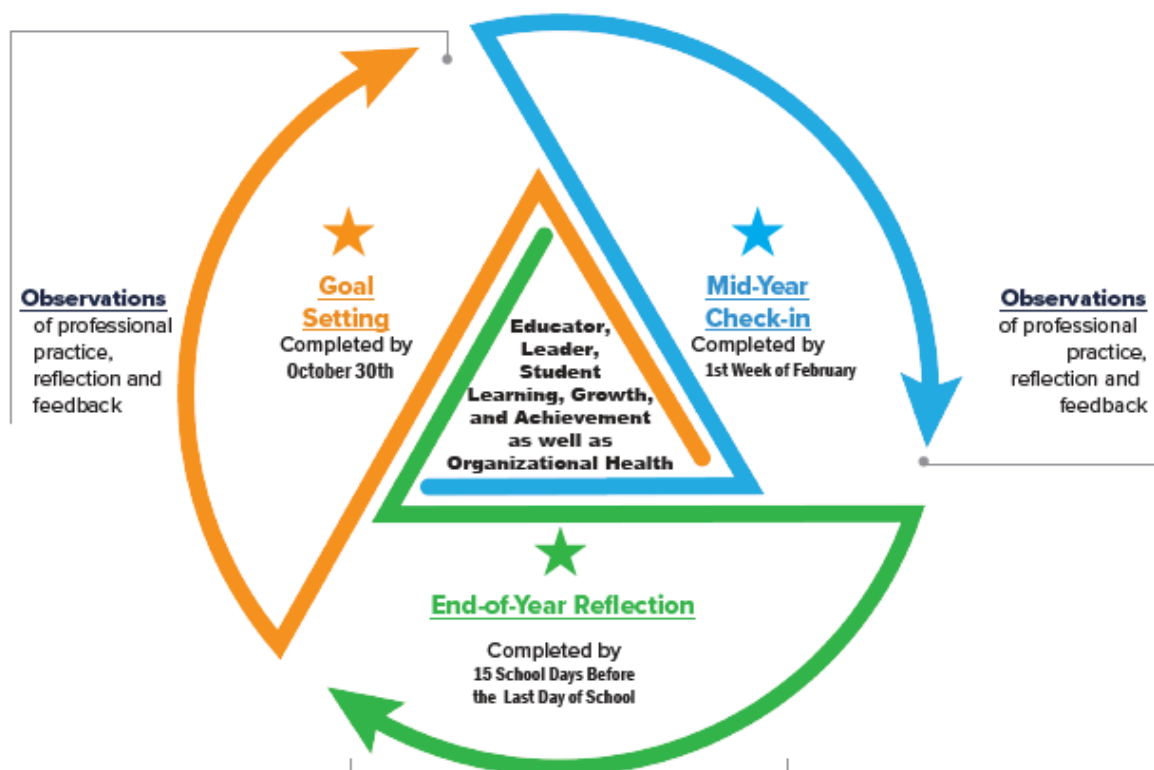 Observations
of professional
practice,
reflection and
feedback
Goal
Setting
Completed by
October 30th
Educator,
Leader,
Student
Learning, Growth,
and Achievement
as well as
Organizational Health
Mid-Year
Check-in
Completed by
1st Week of February
Observations
of professional
practice,
reflection and
feedback
End-of-Year Reflection
Completed by
15 School Days Before
the Last Day of School